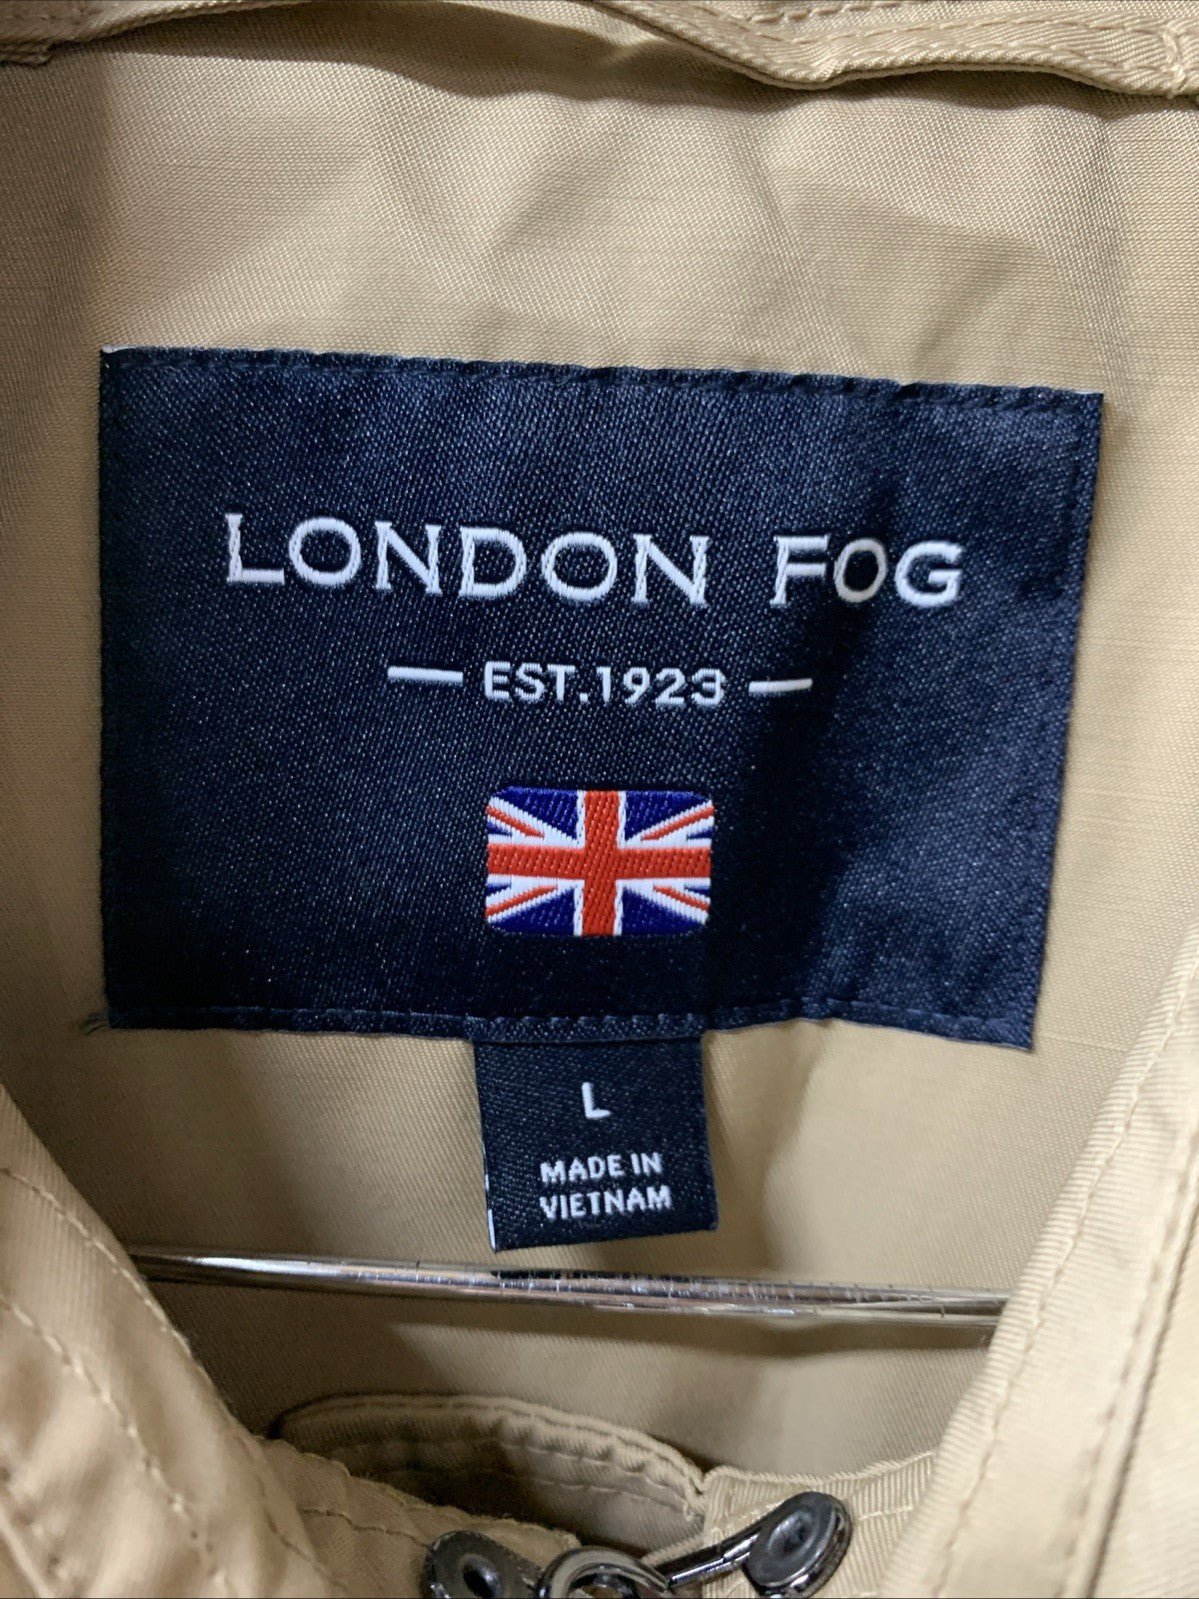 LONDON FOG
— EST.1923 —
L
MADE IN
VIETNAM